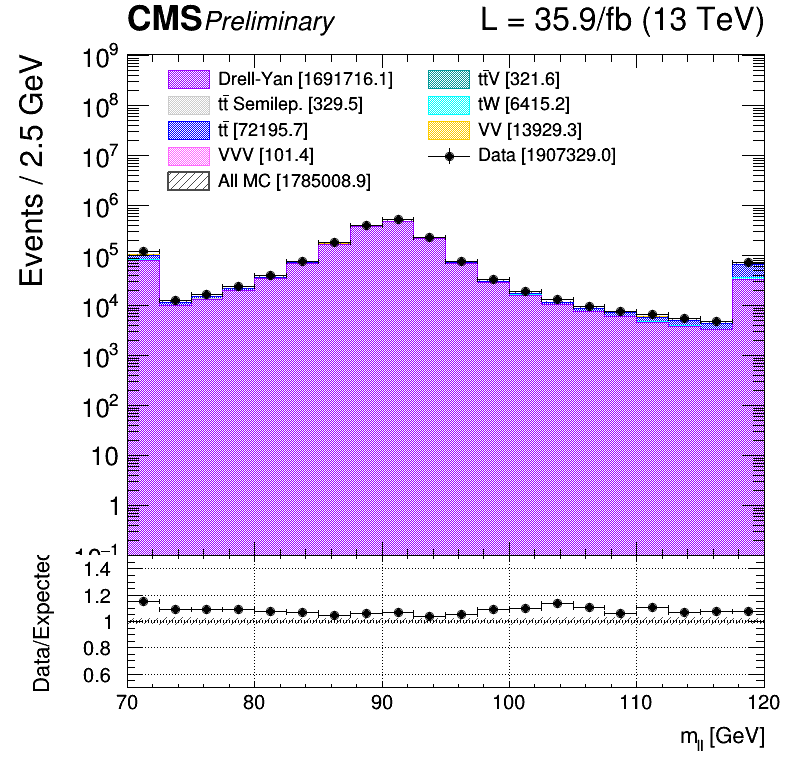 CMS Preliminary L = 35.9/fb (13 TeV)
Events / 2.5 GeV
10⁹
10⁸
10⁷
10⁶
10⁵
10⁴
10³
10²
10
1
10⁻¹
Drell-Yan [1691716.1]
tt̄ Semilep. [329.5]
tt̄ [72195.7]
VVV [101.4]
All MC [1785008.9]
tt̄V [321.6]
tW [6415.2]
VV [13929.3]
Data [1907329.0]
Data/Expected
1.4
1.2
1
0.8
0.6
70 80 90 100 110 120
m_ll [GeV]